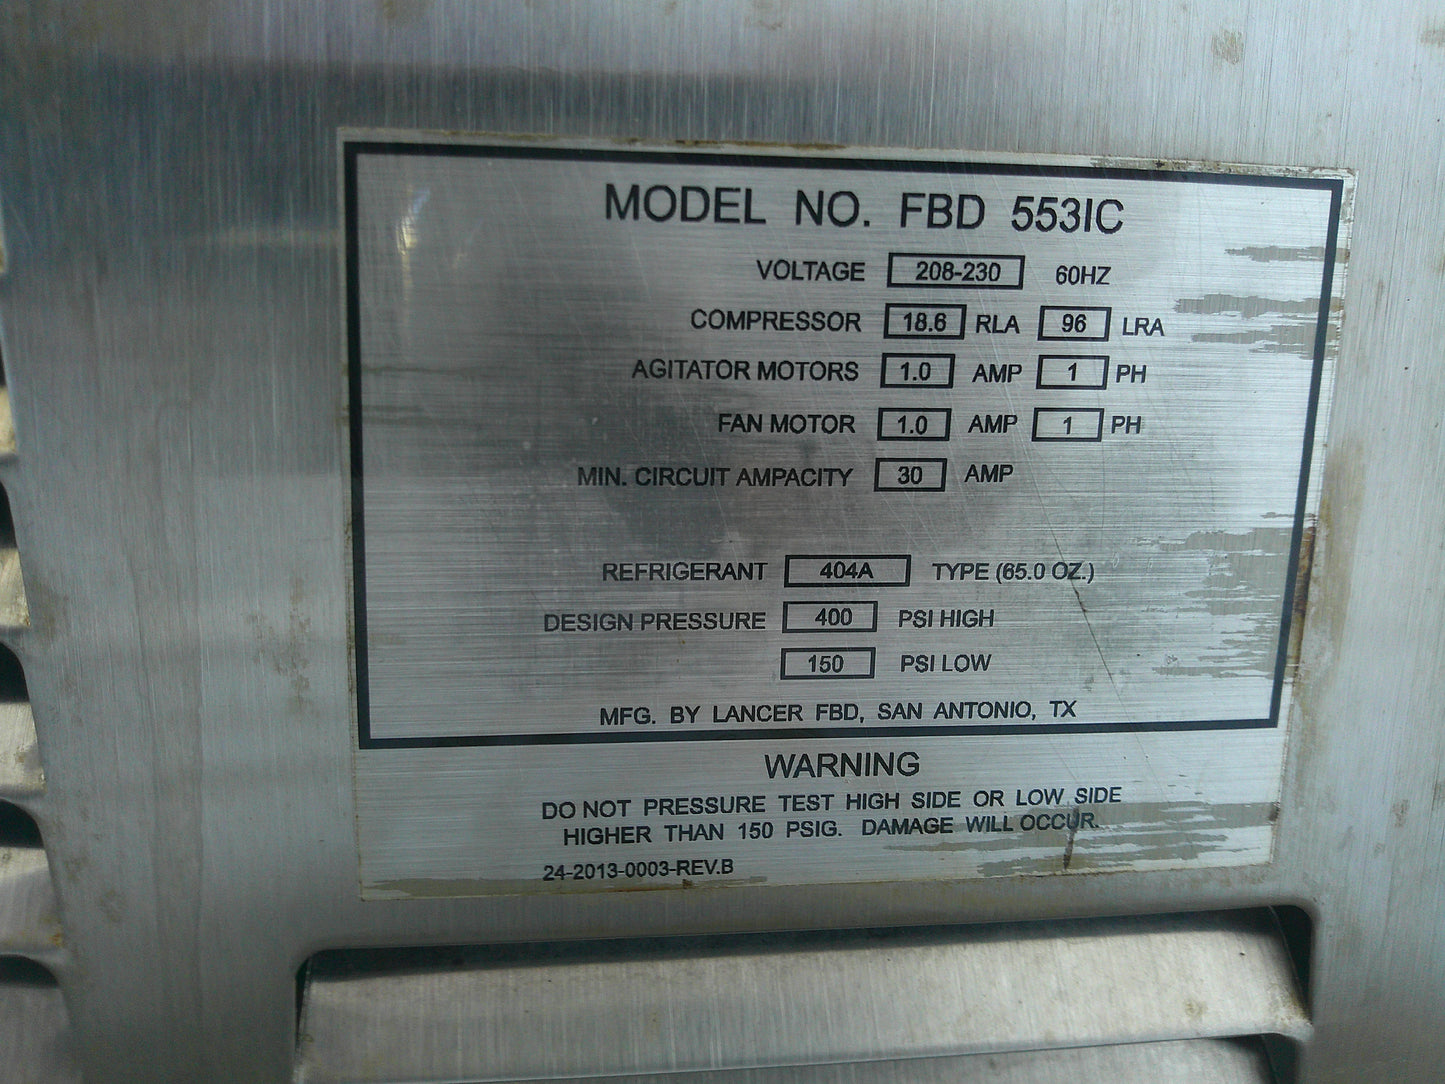 MODEL NO. FBD 553IC
VOLTAGE 208-230 60HZ
COMPRESSOR 18.6 RLA 96 LRA
AGITATOR MOTORS 1.0 AMP 1 PH
FAN MOTOR 1.0 AMP 1 PH
MIN. CIRCUIT AMPACITY 30 AMP
REFRIGERANT 404A TYPE (65.0 OZ.)
DESIGN PRESSURE 400 PSI HIGH
150 PSI LOW
MFG. BY LANCER FBD, SAN ANTONIO, TX
WARNING
DO NOT PRESSURE TEST HIGH SIDE OR LOW SIDE
HIGHER THAN 150 PSIG. DAMAGE WILL OCCUR.
24-2013-0003-REV.B